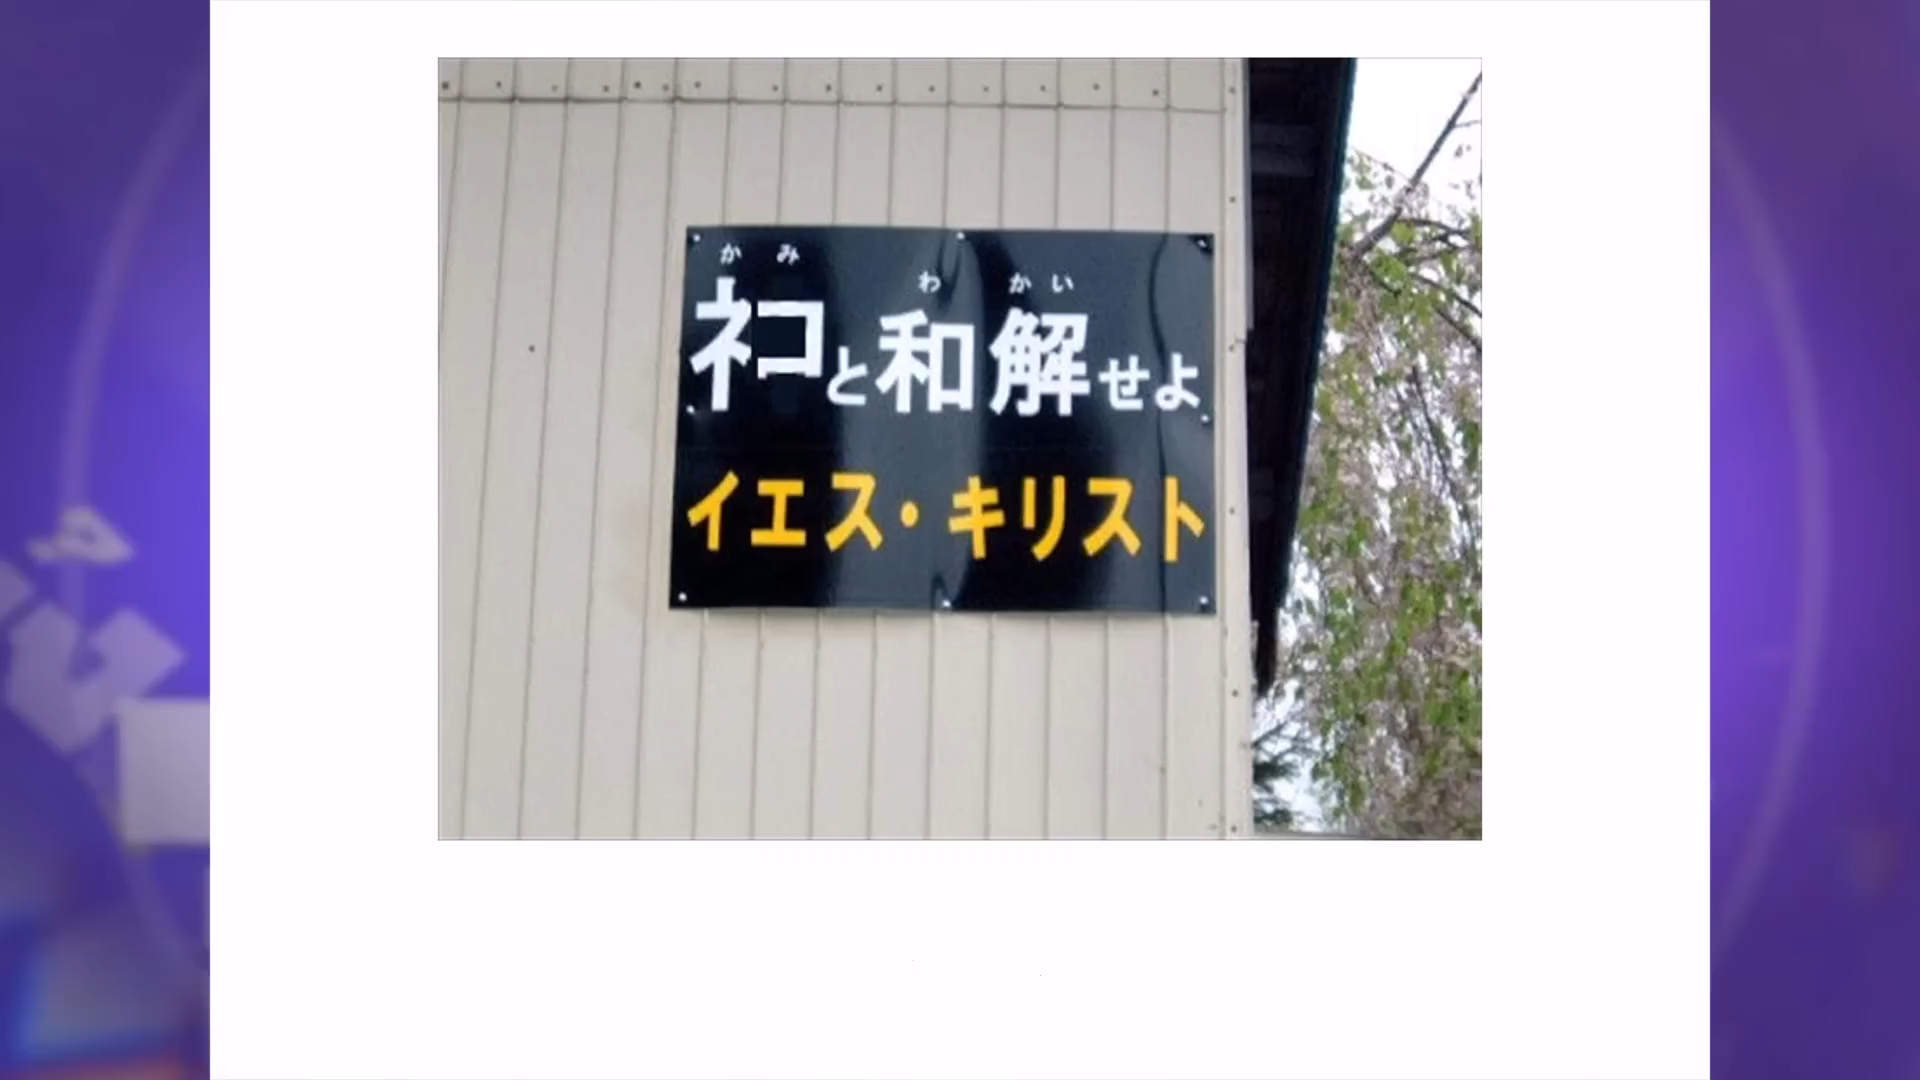 かみ わかい
ネコと和解せよ
イエス・キリスト